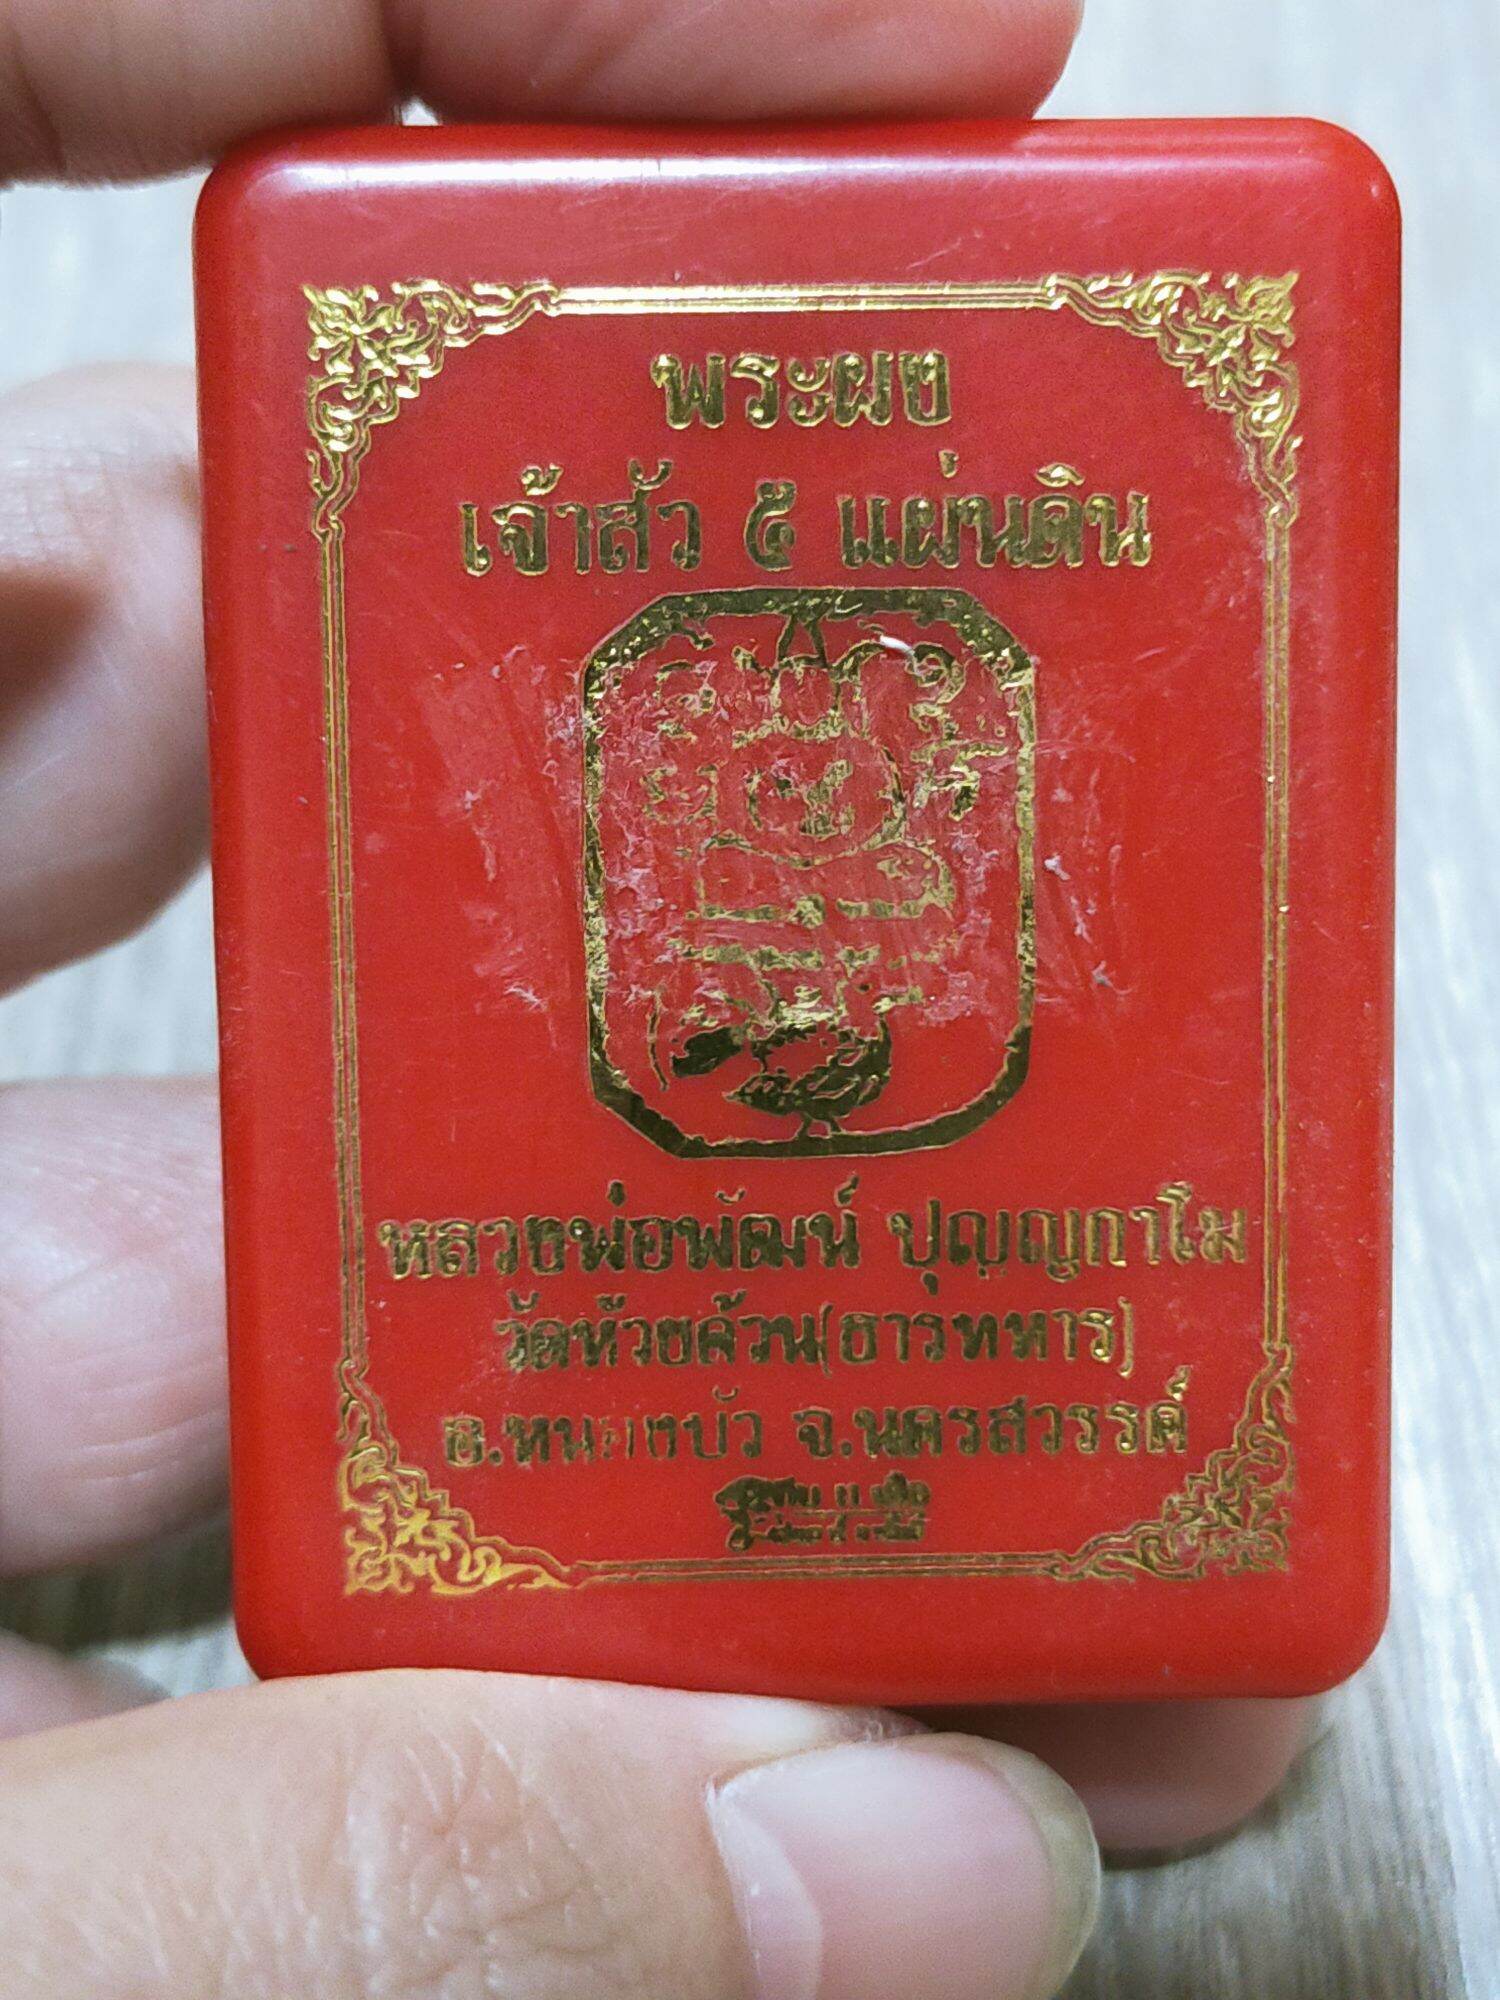 พระผง
เจ้าสัว ๕ แผ่นดิน
หลวงพ่อพัฒน์ ปุญฺญกาโม
วัดห้วยด้วน(ธารทหาร)
อ.หนองบัว จ.นครสวรรค์